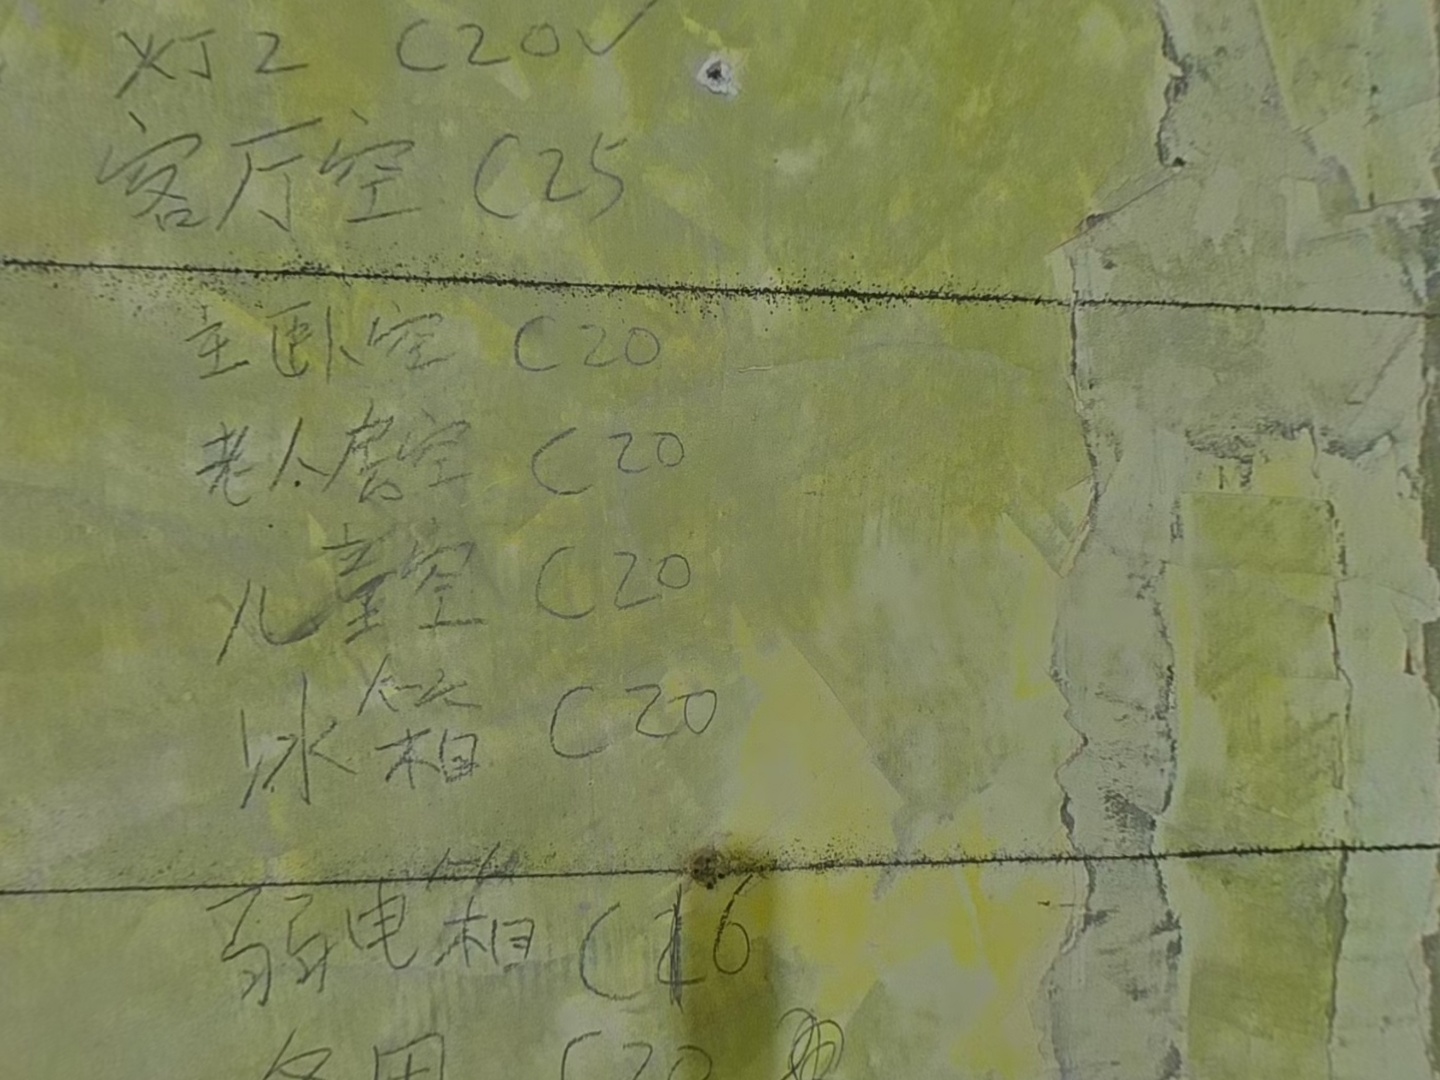 灯2 C20✓
客厅空 C25
主卧空 C20
老人房空 C20
儿童空 C20
冰箱 C20
弱电箱 C16
备用 C20